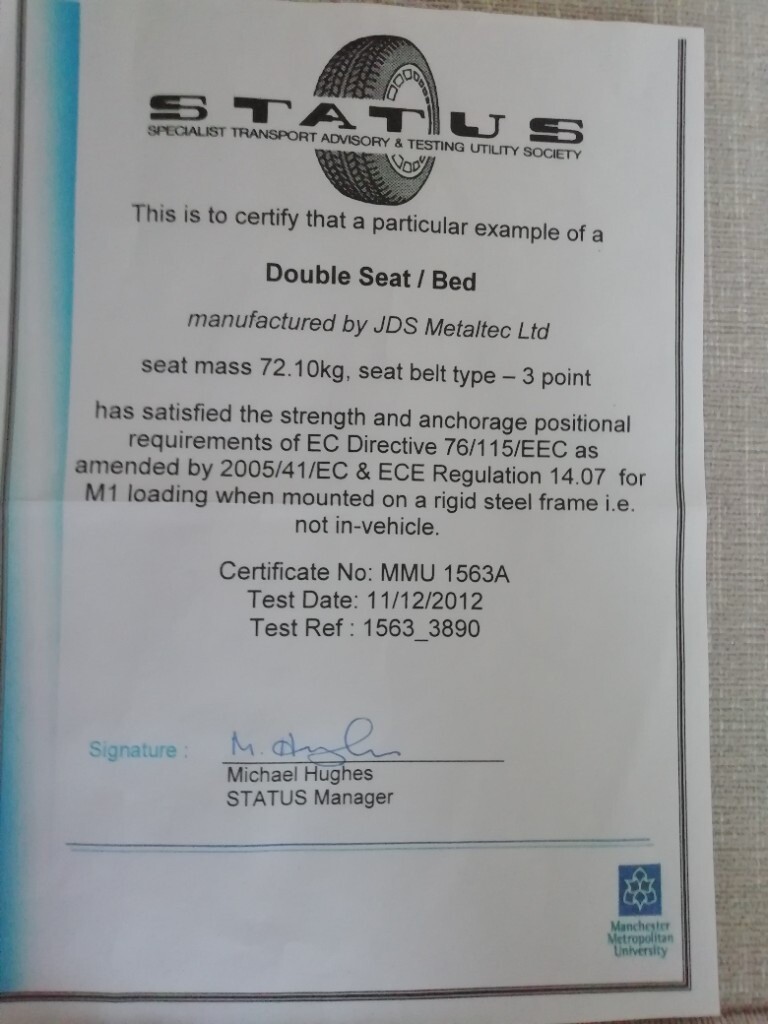 STATUS
SPECIALIST TRANSPORT ADVISORY & TESTING UTILITY SOCIETY
This is to certify that a particular example of a
Double Seat / Bed
manufactured by JDS Metaltec Ltd
seat mass 72.10kg, seat belt type – 3 point
has satisfied the strength and anchorage positional
requirements of EC Directive 76/115/EEC as
amended by 2005/41/EC & ECE Regulation 14.07 for
M1 loading when mounted on a rigid steel frame i.e.
not in-vehicle.
Certificate No: MMU 1563A
Test Date: 11/12/2012
Test Ref : 1563_3890
Signature : M. Hughes
Michael Hughes
STATUS Manager
Manchester
Metropolitan
University